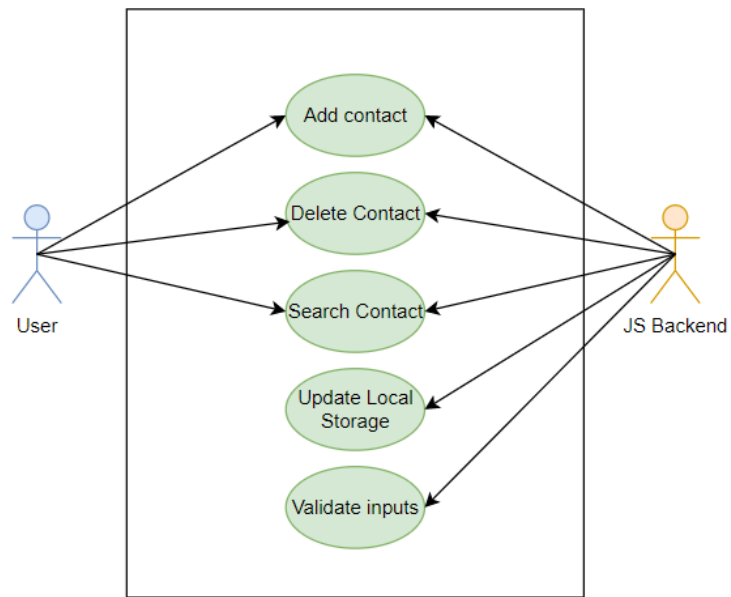 Add contact
Delete Contact
Search Contact
User
JS Backend
Update Local
Storage
Validate inputs